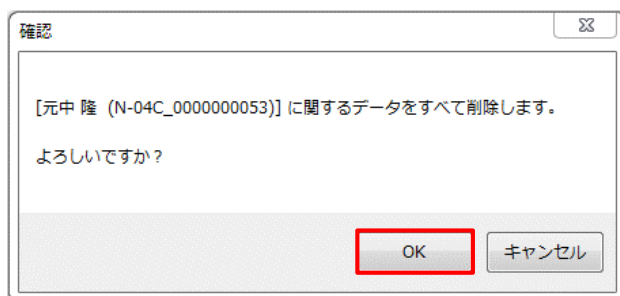 確認
[元中 隆 (N-04C_0000000053)] に関するデータをすべて削除します。
よろしいですか？
OK
キャンセル